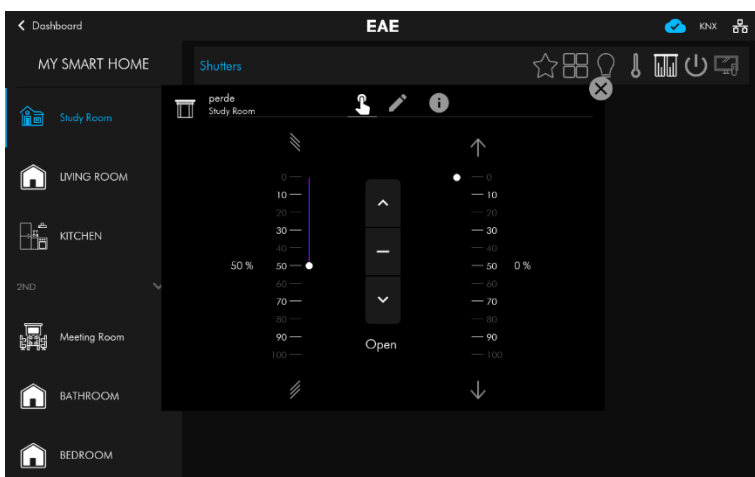 Dashboard
EAE
KNX
MY SMART HOME
Shutters
Study Room
LIVING ROOM
KITCHEN
2ND
Meeting Room
BATHROOM
BEDROOM
perde
Study Room
0
10
20
30
40
50 % 50
60
70
80
90
100
Open
0
10
20
30
40
50 0 %
60
70
80
90
100